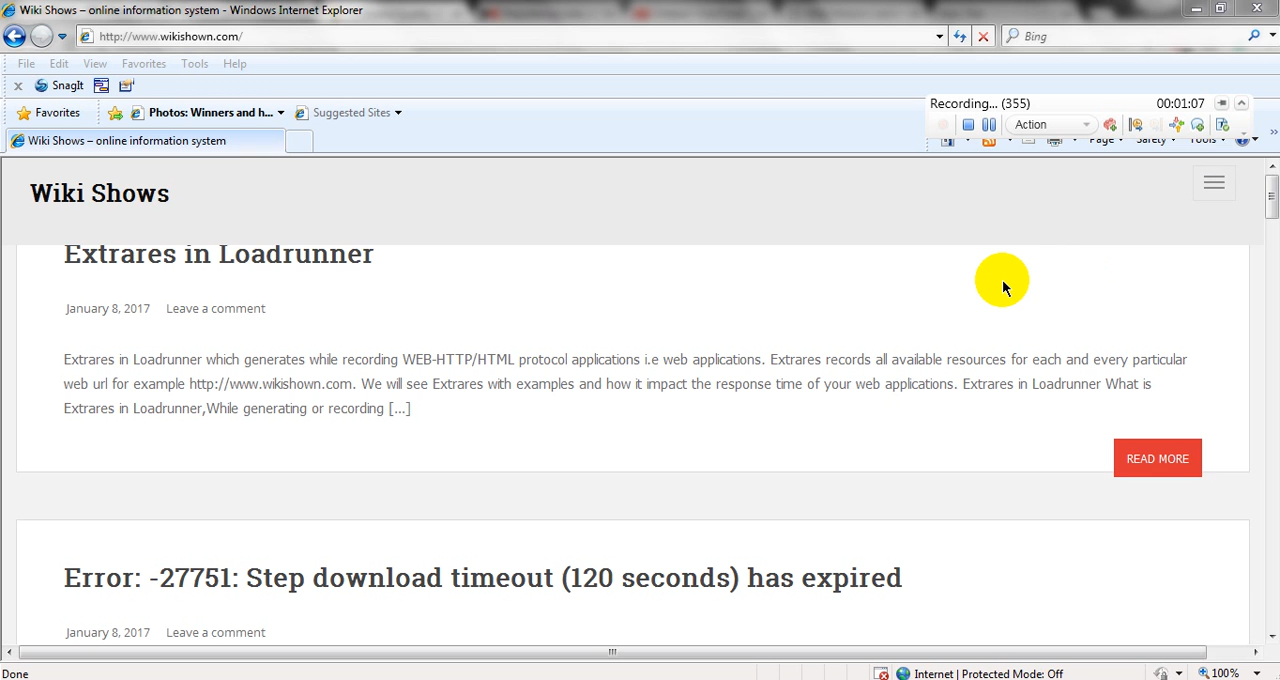 Wiki Shows – online information system - Windows Internet Explorer
http://www.wikishown.com/
Bing
File Edit View Favorites Tools Help
x SnagIt
Favorites Photos: Winners and h... Suggested Sites
Recording... (355) 00:01:07
Action
Wiki Shows – online information system
Page Safety Tools
Wiki Shows
Extrares in Loadrunner
January 8, 2017 Leave a comment
Extrares in Loadrunner which generates while recording WEB-HTTP/HTML protocol applications i.e web applications. Extrares records all available resources for each and every particular
web url for example http://www.wikishown.com. We will see Extrares with examples and how it impact the response time of your web applications. Extrares in Loadrunner What is
Extrares in Loadrunner,While generating or recording [...]
READ MORE
Error: -27751: Step download timeout (120 seconds) has expired
January 8, 2017 Leave a comment
Done Internet | Protected Mode: Off 100%